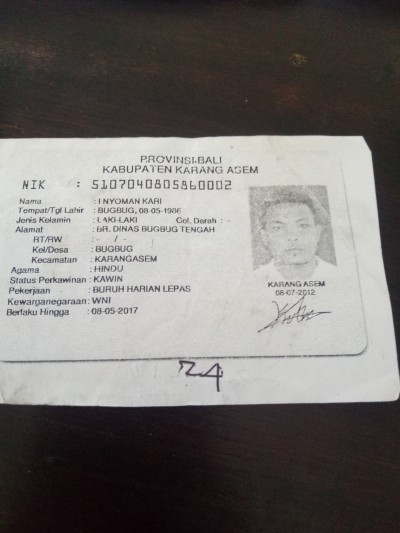 PROVINSI BALI
KABUPATEN KARANG ASEM
NIK : 5107040805860002
Nama : I NYOMAN KARI
Tempat/Tgl Lahir : BUGBUG, 08-05-1986
Jenis Kelamin : LAKI-LAKI Gol. Darah : -
Alamat : BR. DINAS BUGBUG TENGAH
RT/RW : - / -
Kel/Desa : BUGBUG
Kecamatan : KARANGASEM
Agama : HINDU
Status Perkawinan : KAWIN
Pekerjaan : BURUH HARIAN LEPAS
Kewarganegaraan : WNI
Berlaku Hingga : 08-05-2017
KARANG ASEM
08-07-2012
74